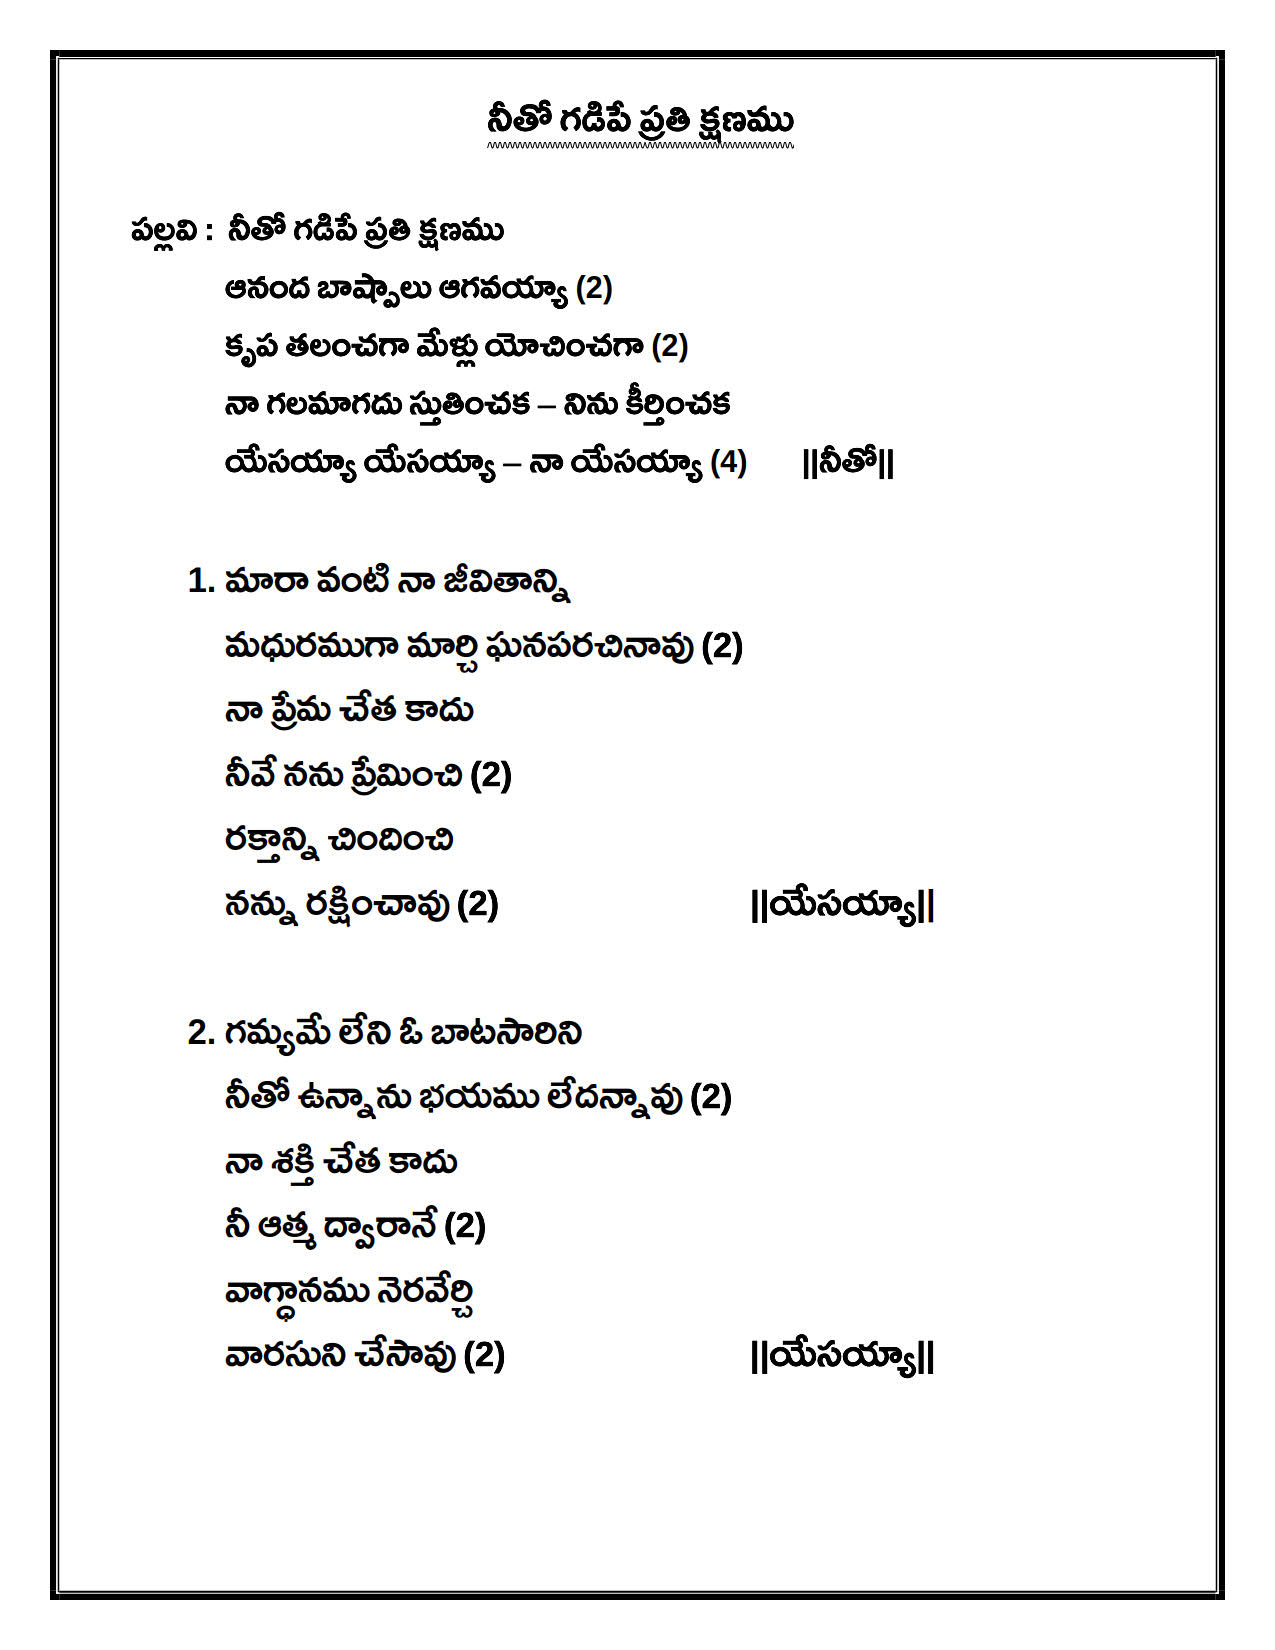 నీతో గడిపే ప్రతి క్షణము
పల్లవి : నీతో గడిపే ప్రతి క్షణము
ఆనంద బాష్పాలు ఆగవయ్యా (2)
కృప తలంచగా మేళ్లు యోచించగా (2)
నా గలమాగదు స్తుతించక – నిను కీర్తించక
యేసయ్యా యేసయ్యా – నా యేసయ్యా (4) ||నీతో||
1. మారా వంటి నా జీవితాన్ని
మధురముగా మార్చి ఘనపరచినావు (2)
నా ప్రేమ చేత కాదు
నీవే నను ప్రేమించి (2)
రక్తాన్ని చిందించి
నన్ను రక్షించావు (2) ||యేసయ్యా||
2. గమ్యమే లేని ఓ బాటసారిని
నీతో ఉన్నాను భయము లేదన్నావు (2)
నా శక్తి చేత కాదు
నీ ఆత్మ ద్వారానే (2)
వాగ్ధానము నెరవేర్చి
వారసుని చేసావు (2) ||యేసయ్యా||